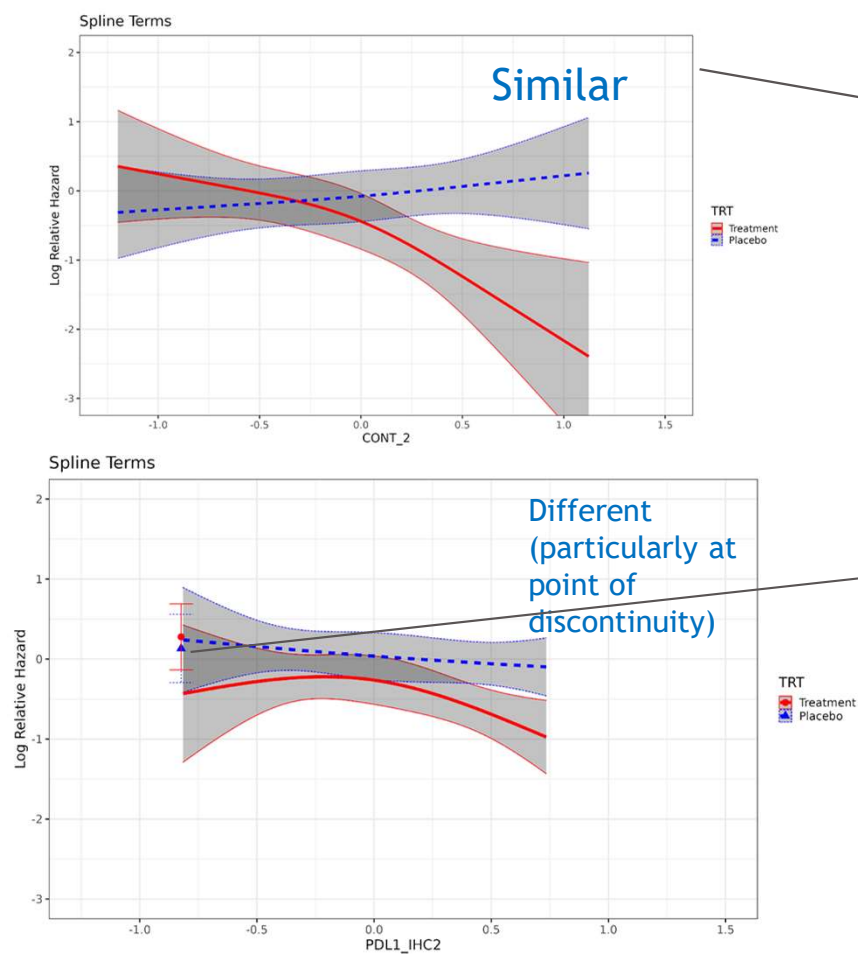 Spline Terms
Similar
2
1
0
-1
-2
-3
Log Relative Hazard
-1.0 -0.5 0.0 0.5 1.0 1.5
CONT_2
TRT
Treatment
Placebo
Spline Terms
Different
(particularly at
point of
discontinuity)
2
1
0
-1
-2
-3
Log Relative Hazard
-1.0 -0.5 0.0 0.5 1.0 1.5
PDL1_IHC2
TRT
Treatment
Placebo